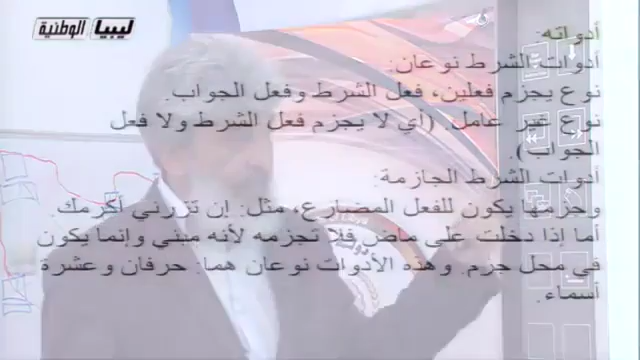 ليبيا الوطنية
أدواته:
أدوات الشرط نوعان:
نوع يجزم فعلين، فعل الشرط وفعل الجواب.
نوع غير عامل. (أي لا يجزم فعل الشرط ولا فعل
الجواب).
أدوات الشرط الجازمة:
وجزمها يكون للفعل المضارع، مثل: إن تزرني أكرمك.
أما إذا دخلت على ماض فلا تجزمه لأنه مبني وإنما يكون
في محل جزم. وهذه الأدوات نوعان هما: حرفان وعشرة
أسماء.